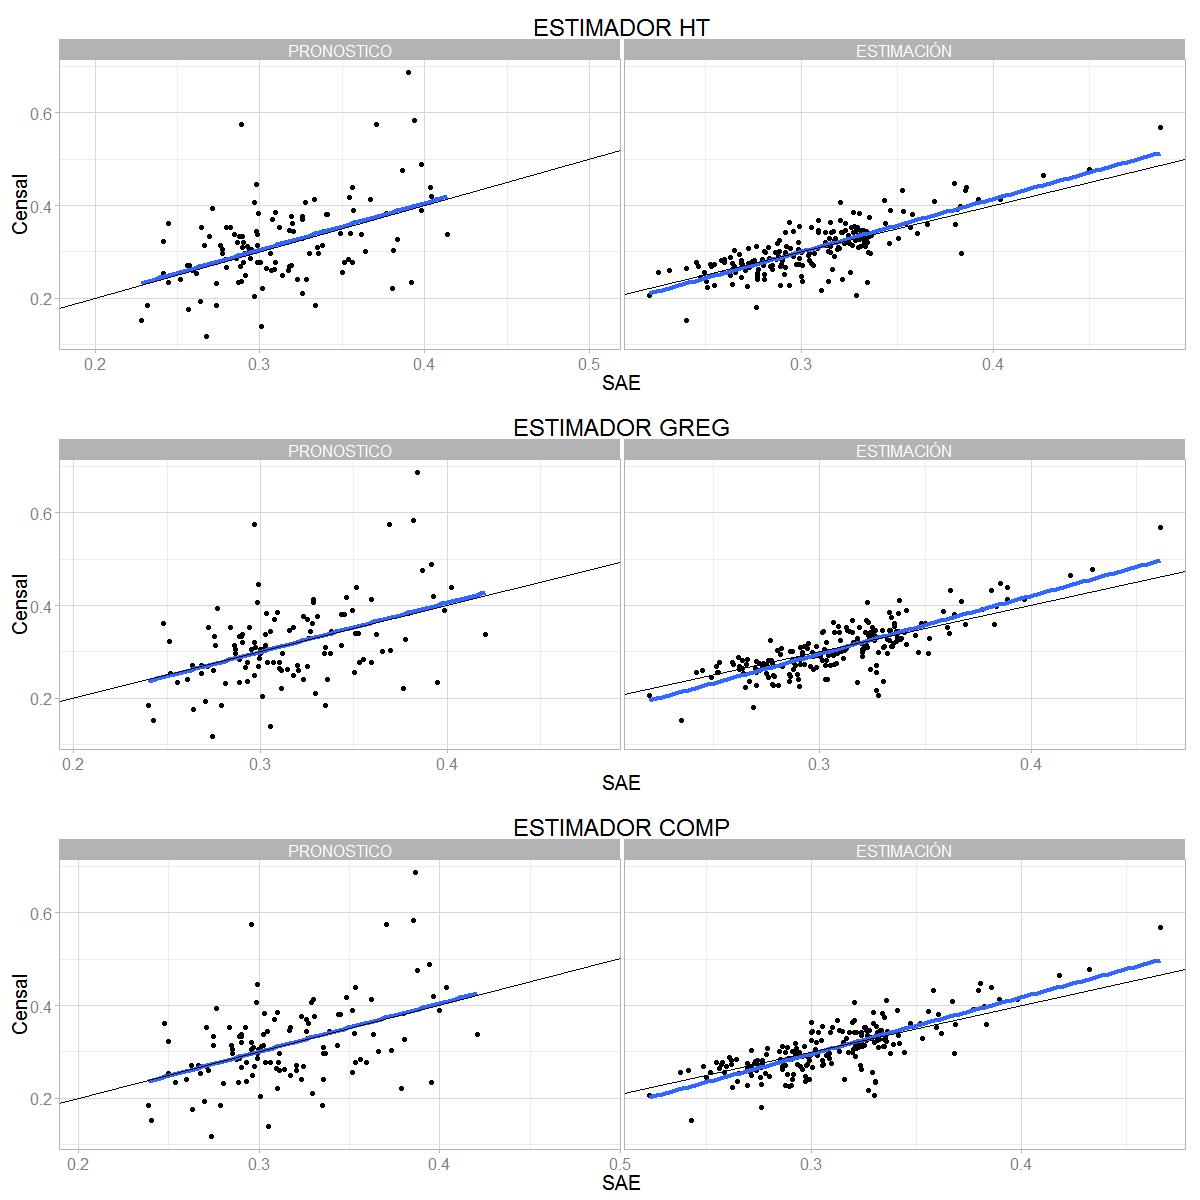 ESTIMADOR HT
PRONOSTICO ESTIMACIÓN
0.6
0.4
0.2
Censal
0.2 0.3 0.4 0.5 0.3 0.4
SAE
ESTIMADOR GREG
PRONOSTICO ESTIMACIÓN
0.6
0.4
0.2
Censal
0.2 0.3 0.4 0.3 0.4
SAE
ESTIMADOR COMP
PRONOSTICO ESTIMACIÓN
0.6
0.4
0.2
Censal
0.2 0.3 0.4 0.5 0.3 0.4
SAE